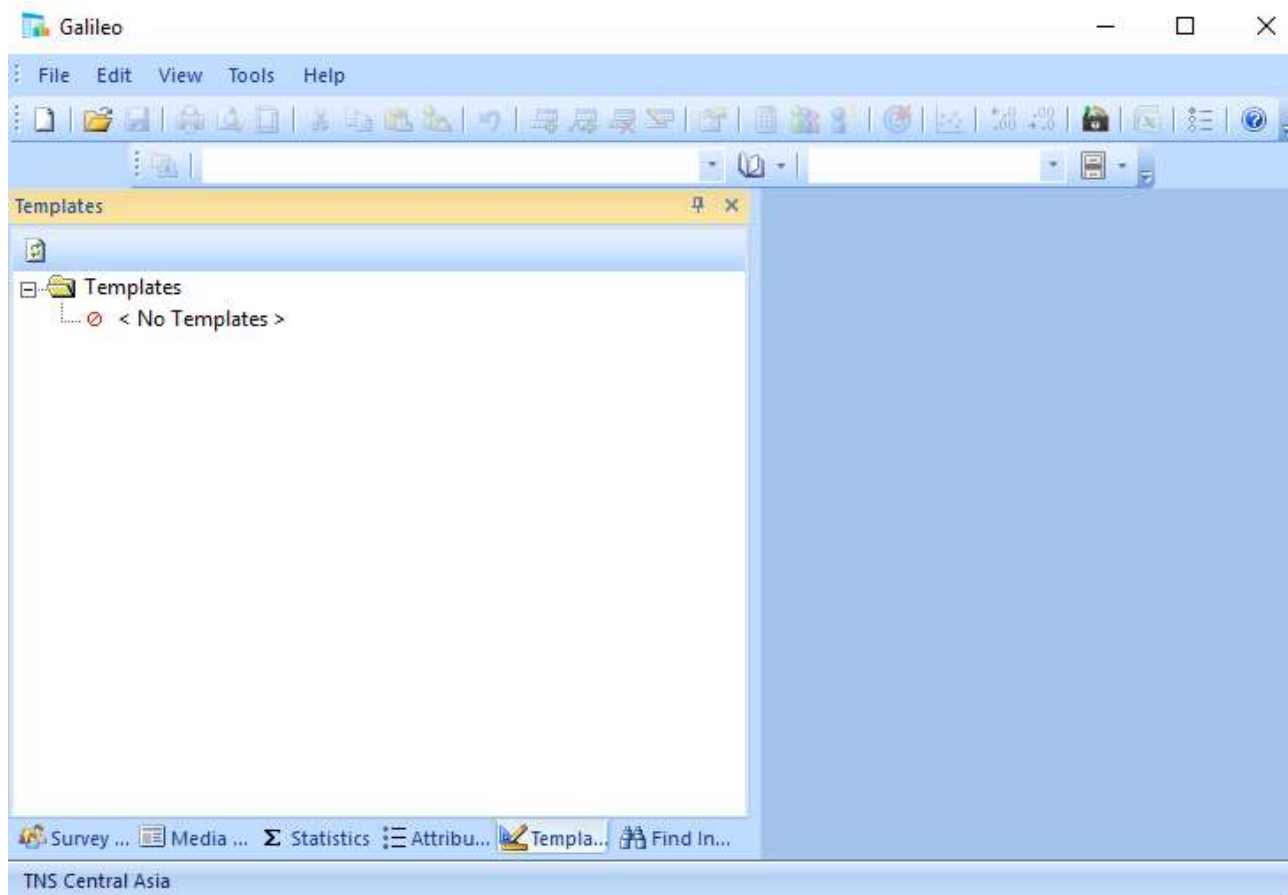 Galileo
File Edit View Tools Help
Templates
Templates
< No Templates >
Survey ... Media ... Σ Statistics Attribu... Templa... Find In...
TNS Central Asia